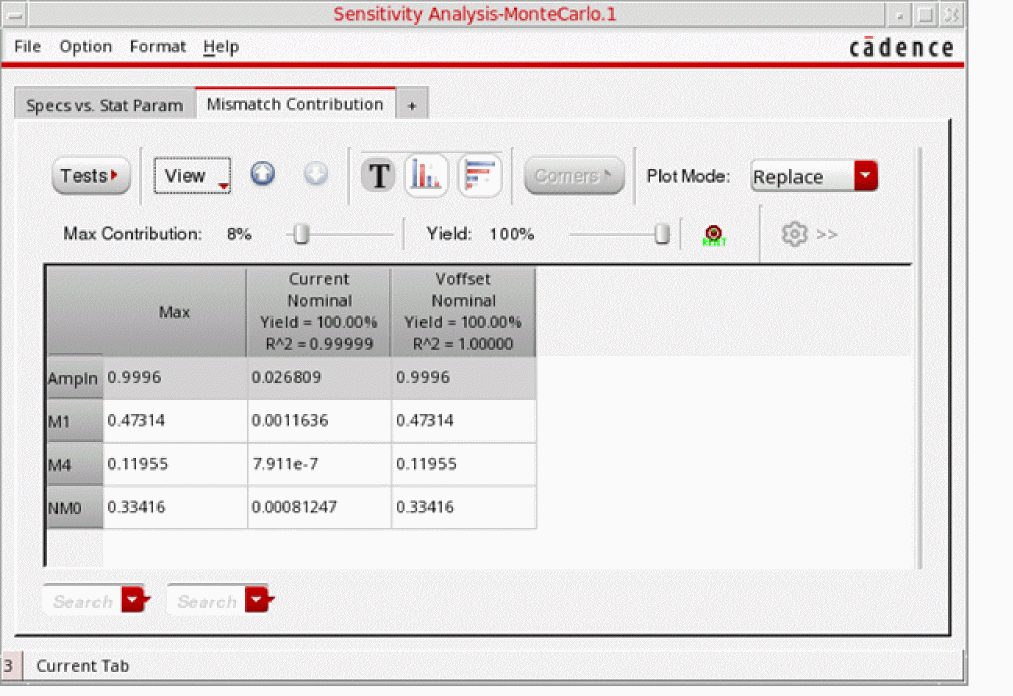 Sensitivity Analysis-MonteCarlo.1
File Option Format Help
cādence
Specs vs. Stat Param Mismatch Contribution +
Tests View T Corners Plot Mode: Replace
Max Contribution: 8% Yield: 100% RESET >>
Max
Current Nominal Yield = 100.00% R^2 = 0.99999
Voffset Nominal Yield = 100.00% R^2 = 1.00000
AmpIn 0.9996 0.026809 0.9996
M1 0.47314 0.0011636 0.47314
M4 0.11955 7.911e-7 0.11955
NM0 0.33416 0.00081247 0.33416
Search Search
3 Current Tab